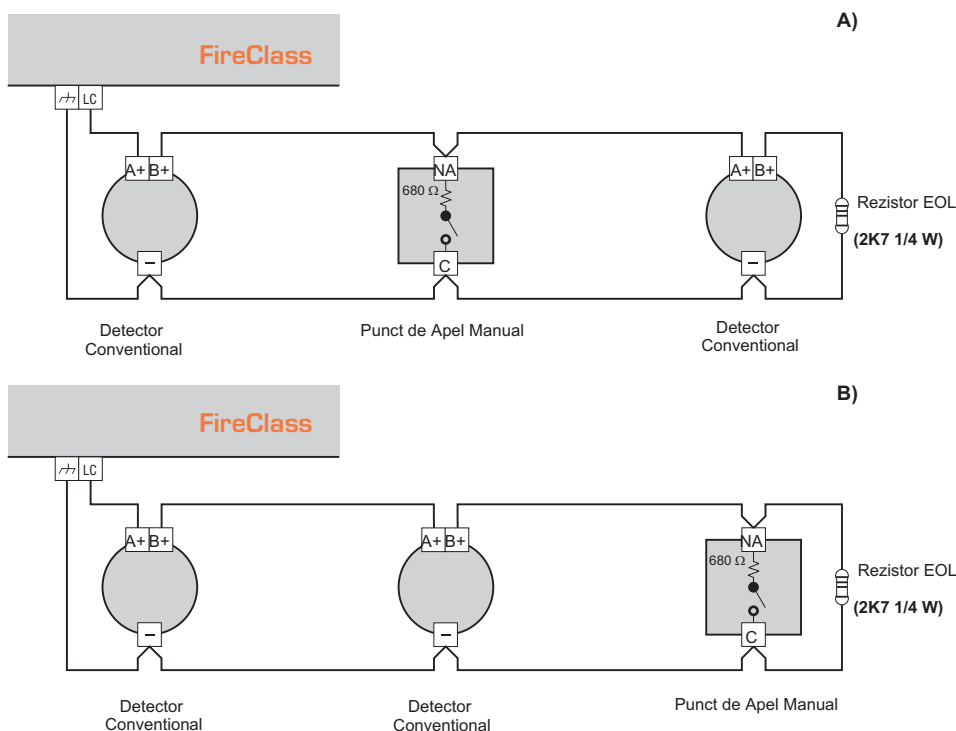 A)
FireClass
LC
A+ B+
NA
A+ B+
680 Ω
Rezistor EOL
(2K7 1/4 W)
–
C
–
Detector
Conventional
Punct de Apel Manual
Detector
Conventional
B)
FireClass
LC
A+ B+
A+ B+
NA
680 Ω
Rezistor EOL
(2K7 1/4 W)
–
–
C
Detector
Conventional
Detector
Conventional
Punct de Apel Manual